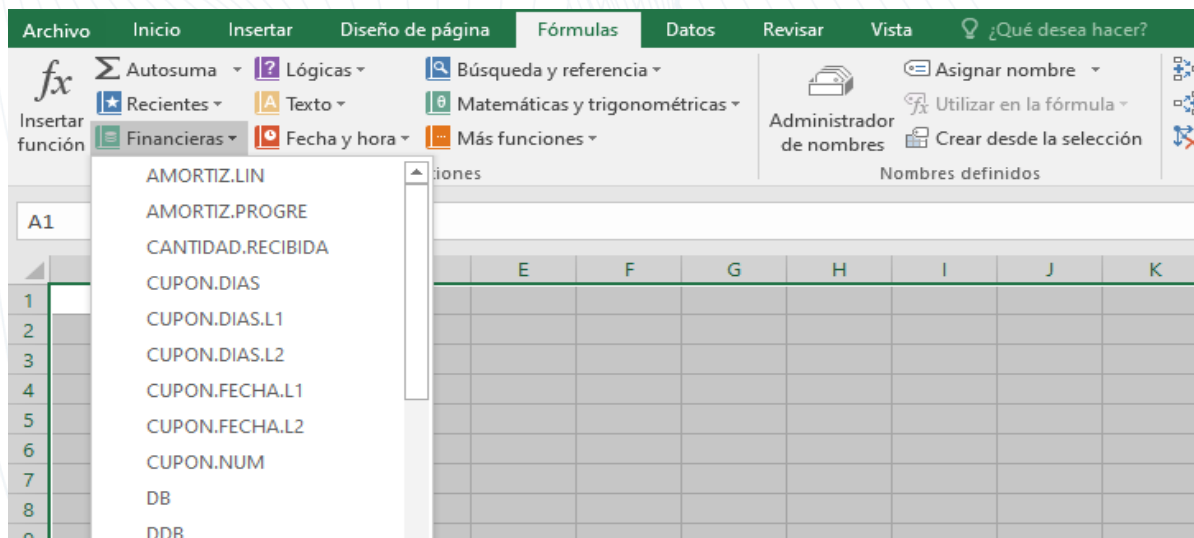 Archivo Inicio Insertar Diseño de página Fórmulas Datos Revisar Vista ¿Qué desea hacer?
fx Insertar función
Σ Autosuma
Recientes
Financieras
? Lógicas
A Texto
Fecha y hora
Búsqueda y referencia
θ Matemáticas y trigonométricas
Más funciones
iones
Administrador de nombres
Asignar nombre
fx Utilizar en la fórmula
Crear desde la selección
Nombres definidos
AMORTIZ.LIN
AMORTIZ.PROGRE
CANTIDAD.RECIBIDA
CUPON.DIAS
CUPON.DIAS.L1
CUPON.DIAS.L2
CUPON.FECHA.L1
CUPON.FECHA.L2
CUPON.NUM
DB
DDB
A1
E F G H I J K
1
2
3
4
5
6
7
8
9